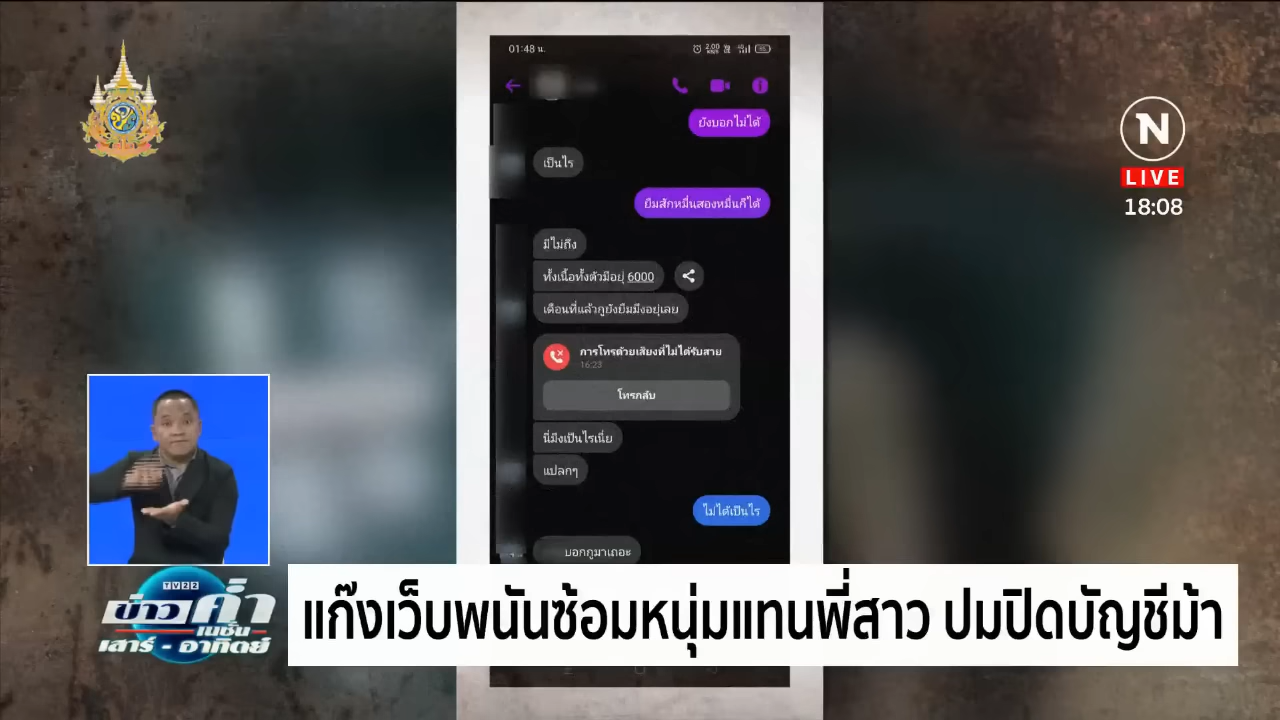 01:48 น.
ยังบอกไม่ได้
เป็นไร
ยืมสักหมื่นสองหมื่นก็ได้
มีไม่ถึง
ทั้งเนื้อทั้งตัวมีอยู่ 6000
เดือนที่แล้วกูยังยืมมึงอยู่เลย
การโทรด้วยเสียงที่ไม่ได้รับสาย
16:23
โทรกลับ
นี่มึงเป็นไรเนี่ย
แปลกๆ
ไม่ได้เป็นไร
บอกกูมาเถอะ
N
LIVE
18:08
TV22
ข่าวค่ำ
เนชั่น
เสาร์ - อาทิตย์
แก๊งเว็บพนันซ้อมหนุ่มแทนพี่สาว ปมปิดบัญชีม้า